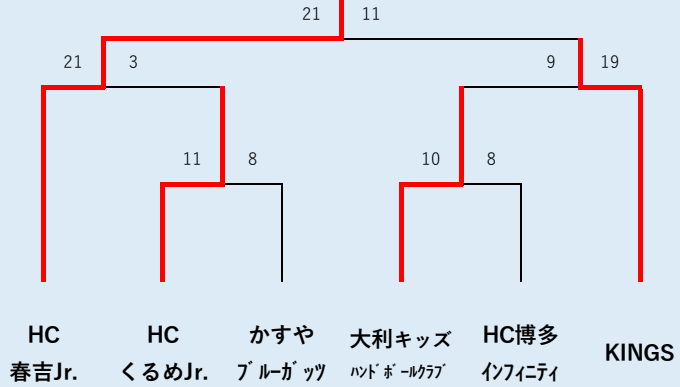 21 11
21 3 9 19
11 8 10 8
HC
春吉Jr.
HC
くるめJr.
かすや
ﾌﾞﾙｰｶﾞｯﾂ
大利キッズ
ﾊﾝﾄﾞﾎﾞｰﾙｸﾗﾌﾞ
HC博多
ｲﾝﾌｨﾆﾃｨ
KINGS